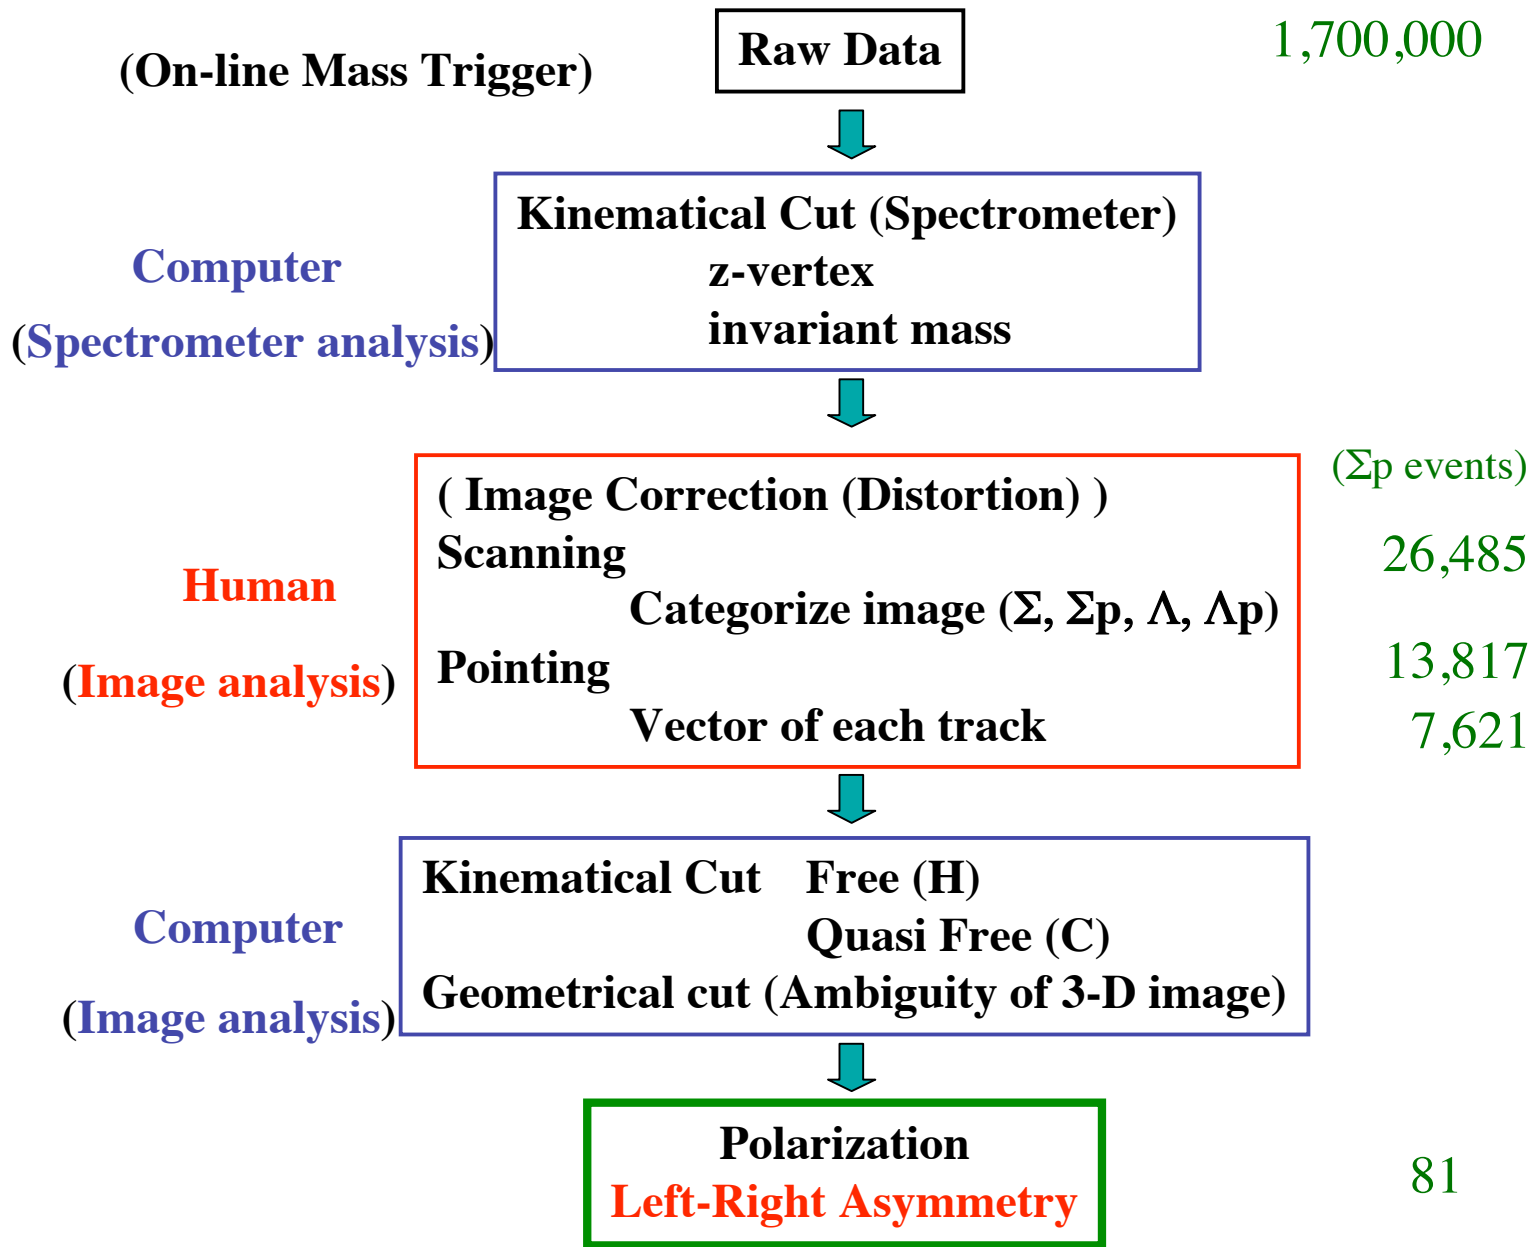 Raw Data
1,700,000
(On-line Mass Trigger)
Kinematical Cut (Spectrometer)
z-vertex
invariant mass
Computer
(Spectrometer analysis)
(Σp events)
( Image Correction (Distortion) )
Scanning
26,485
Categorize image (Σ, Σp, Λ, Λp)
Human
(Image analysis)
Pointing
13,817
Vector of each track
7,621
Kinematical Cut Free (H)
Quasi Free (C)
Geometrical cut (Ambiguity of 3-D image)
Computer
(Image analysis)
Polarization
Left-Right Asymmetry
81